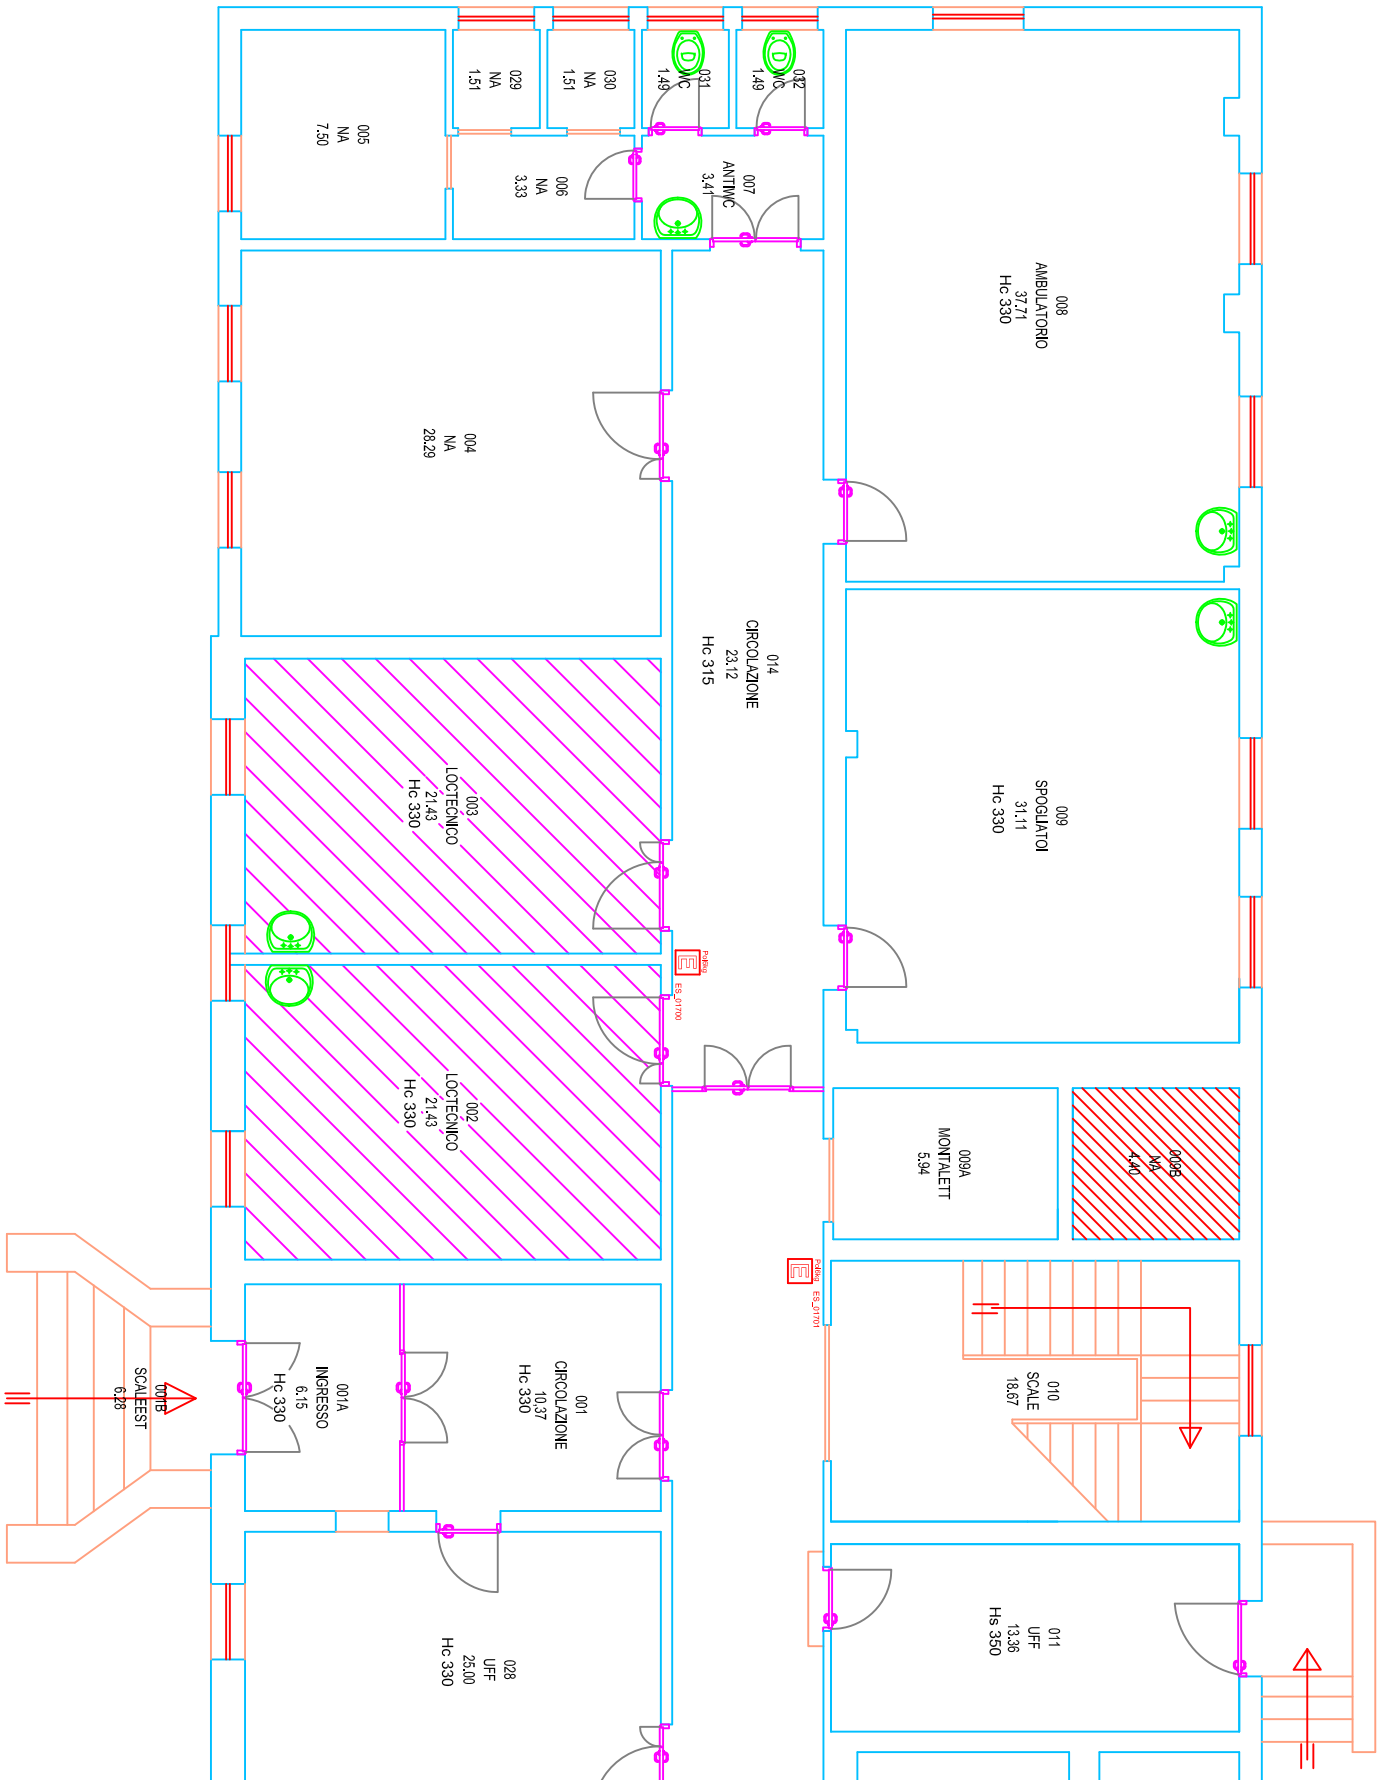 029
NA
1.51
030
NA
1.51
031
WC
1.49
032
WC
1.49
005
NA
7.50
006
NA
3.33
007
ANTIWC
3.41
008
AMBULATORIO
37.71
Hc 330
004
NA
28.29
014
CIRCOLAZIONE
23.12
Hc 315
003
LOCTECNICO
21.43
Hc 330
009
SPOGLIATOI
31.11
Hc 330
Pol6kg
E
ES_01700
002
LOCTECNICO
21.43
Hc 330
009A
MONTALETT
5.94
009B
NA
4.40
Pol6kg
E
ES_01701
001B
SCALEEST
6.28
001A
INGRESSO
6.15
Hc 330
001
CIRCOLAZIONE
10.37
Hc 330
010
SCALE
18.67
028
UFF
25.00
Hc 330
011
UFF
13.36
Hs 350